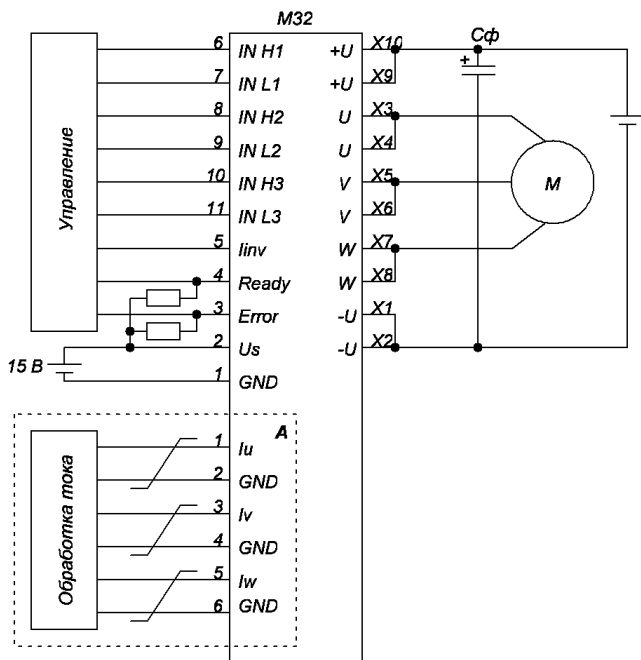 M32
Управление
6 IN H1
7 IN L1
8 IN H2
9 IN L2
10 IN H3
11 IN L3
5 Iinv
4 Ready
3 Error
2 Us
1 GND
15 В
+U X10
+U X9
U X3
U X4
V X5
V X6
W X7
W X8
-U X1
-U X2
Сф
+
M
A
Обработка тока
1 Iu
2 GND
3 Iv
4 GND
5 Iw
6 GND